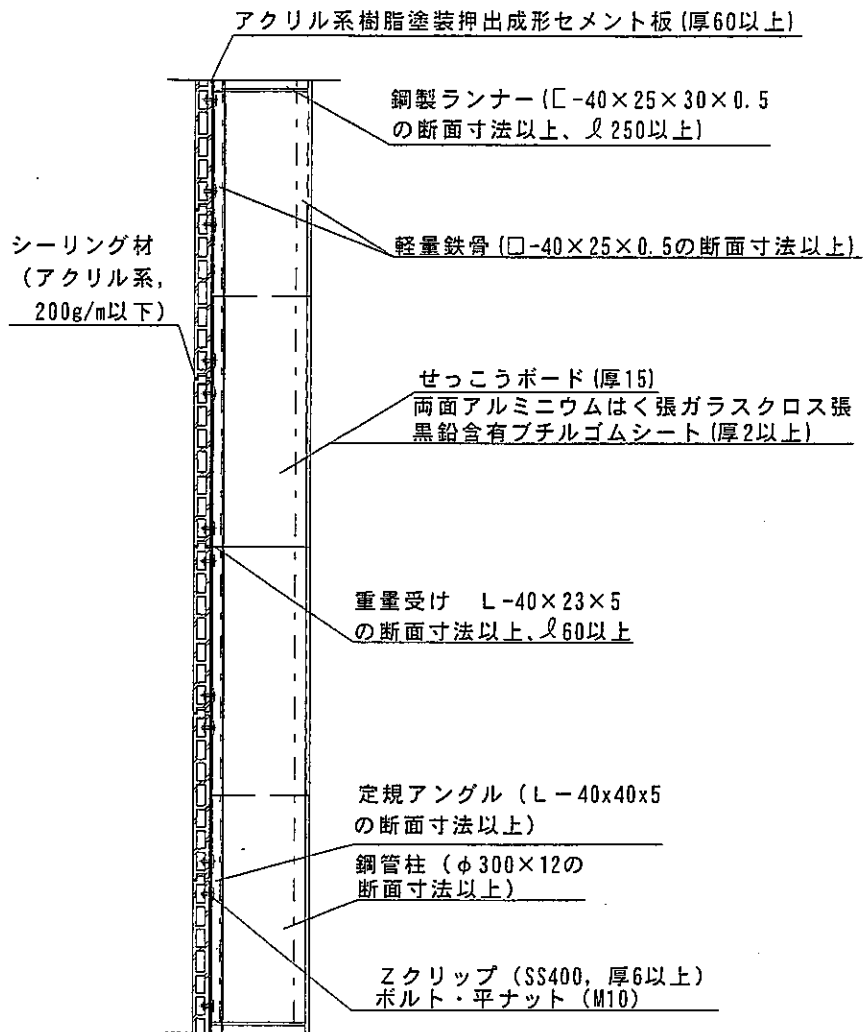 アクリル系樹脂塗装押出成形セメント板(厚60以上)
鋼製ランナー(⊏-40×25×30×0.5
の断面寸法以上、ℓ250以上)
軽量鉄骨(□-40×25×0.5の断面寸法以上)
シーリング材
(アクリル系,
200g/m以下)
せっこうボード(厚15)
両面アルミニウムはく張ガラスクロス張
黒鉛含有ブチルゴムシート(厚2以上)
重量受け L-40×23×5
の断面寸法以上、ℓ60以上
定規アングル(L-40x40x5
の断面寸法以上)
鋼管柱(φ300×12の
断面寸法以上)
Zクリップ(SS400, 厚6以上)
ボルト・平ナット(M10)